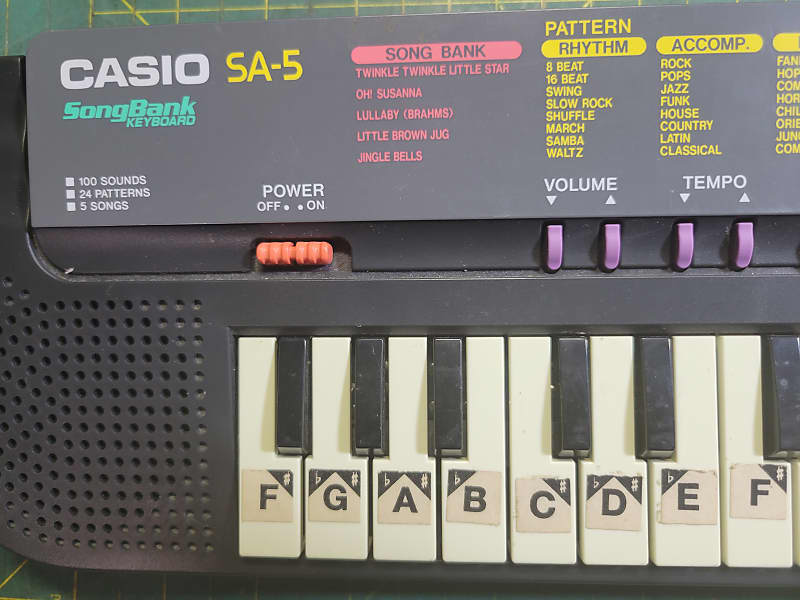 CASIO SA-5
SongBank
KEYBOARD
■ 100 SOUNDS
■ 24 PATTERNS
■ 5 SONGS
POWER
OFF • • ON
SONG BANK
TWINKLE TWINKLE LITTLE STAR
OH! SUSANNA
LULLABY (BRAHMS)
LITTLE BROWN JUG
JINGLE BELLS
PATTERN
RHYTHM
8 BEAT
16 BEAT
SWING
SLOW ROCK
SHUFFLE
MARCH
SAMBA
WALTZ
ACCOMP.
ROCK
POPS
JAZZ
FUNK
HOUSE
COUNTRY
LATIN
CLASSICAL
VOLUME
▼ ▲
TEMPO
▼ ▲
F ♯
♭ G ♯
♭ A ♯
♭ B
C ♯
♭ D ♯
♭ E
F ♯